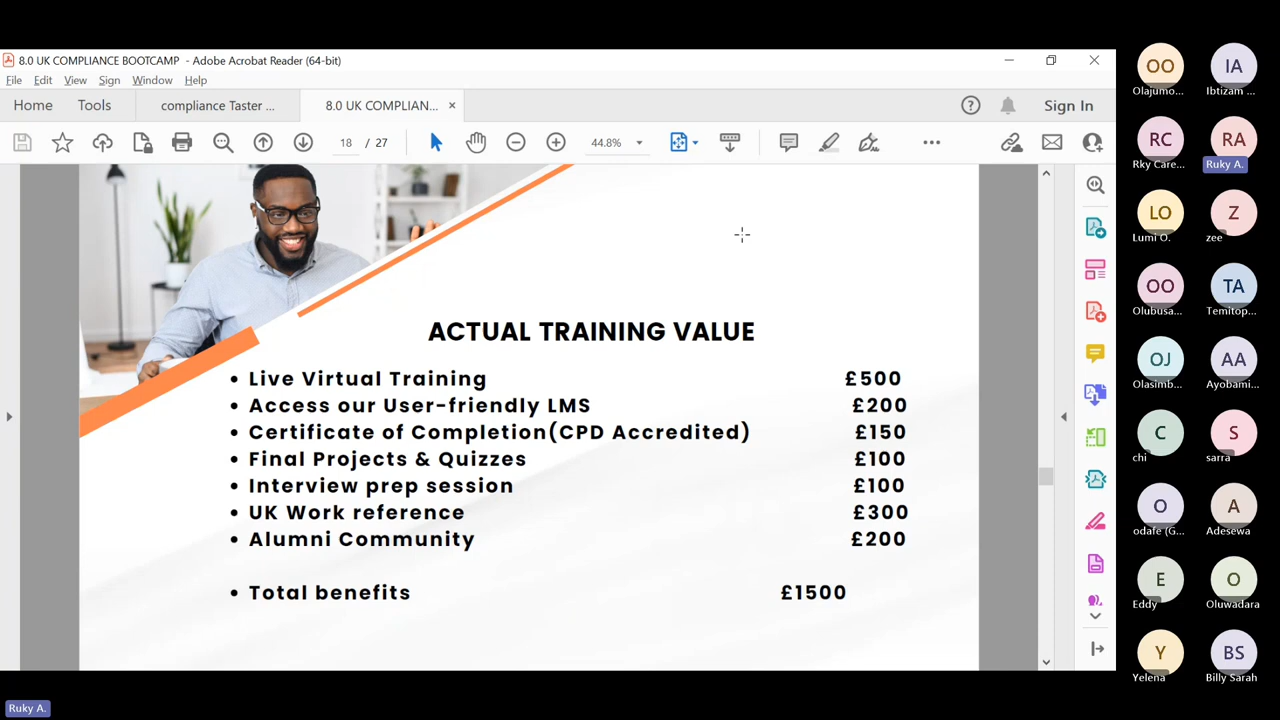 8.0 UK COMPLIANCE BOOTCAMP - Adobe Acrobat Reader (64-bit)
File Edit View Sign Window Help
Home Tools compliance Taster ... 8.0 UK COMPLIAN... × Sign In
18 / 27 44.8%
ACTUAL TRAINING VALUE
• Live Virtual Training £500
• Access our User-friendly LMS £200
• Certificate of Completion(CPD Accredited) £150
• Final Projects & Quizzes £100
• Interview prep session £100
• UK Work reference £300
• Alumni Community £200
• Total benefits £1500
OO IA
Olajumo... Ibtizam ...
RC RA
Rky Care... Ruky A.
LO Z
Lumi O. zee
OO TA
Olubusa... Temitop...
OJ AA
Olasimb... Ayobami...
C S
chi sarra
O A
odafe (G... Adesewa
E O
Eddy Oluwadara
Y BS
Yelena Billy Sarah
Ruky A.